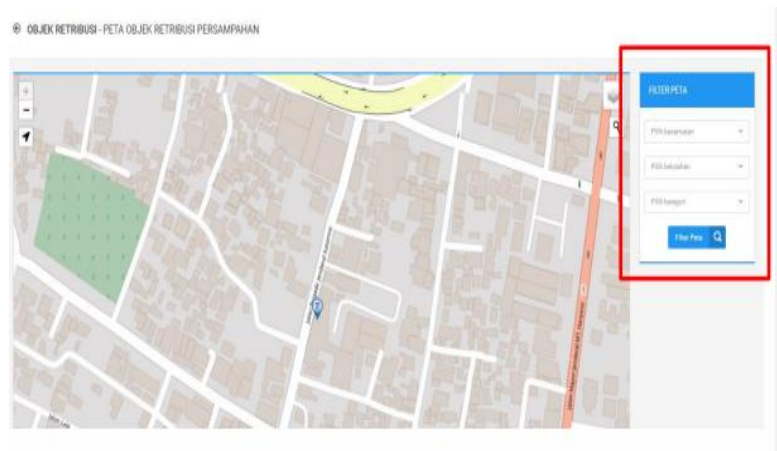 OBJEK RETRIBUSI - PETA OBJEK RETRIBUSI PERSAMPAHAN
+
-
FILTER PETA
Pilih kecamatan
Pilih kelurahan
Pilih kategori
Filter Peta